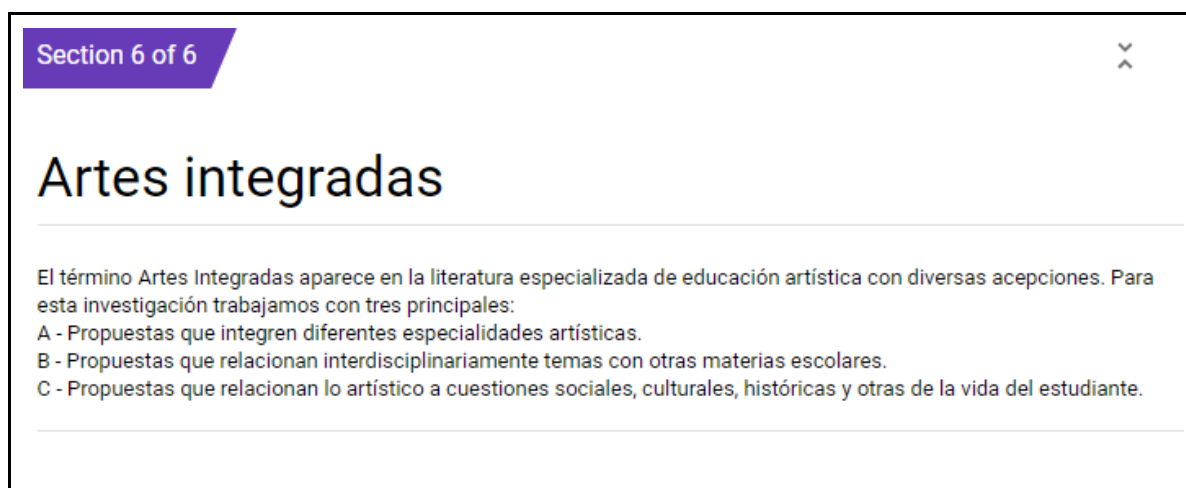 Section 6 of 6
Artes integradas
El término Artes Integradas aparece en la literatura especializada de educación artística con diversas acepciones. Para
esta investigación trabajamos con tres principales:
A - Propuestas que integren diferentes especialidades artísticas.
B - Propuestas que relacionan interdisciplinariamente temas con otras materias escolares.
C - Propuestas que relacionan lo artístico a cuestiones sociales, culturales, históricas y otras de la vida del estudiante.